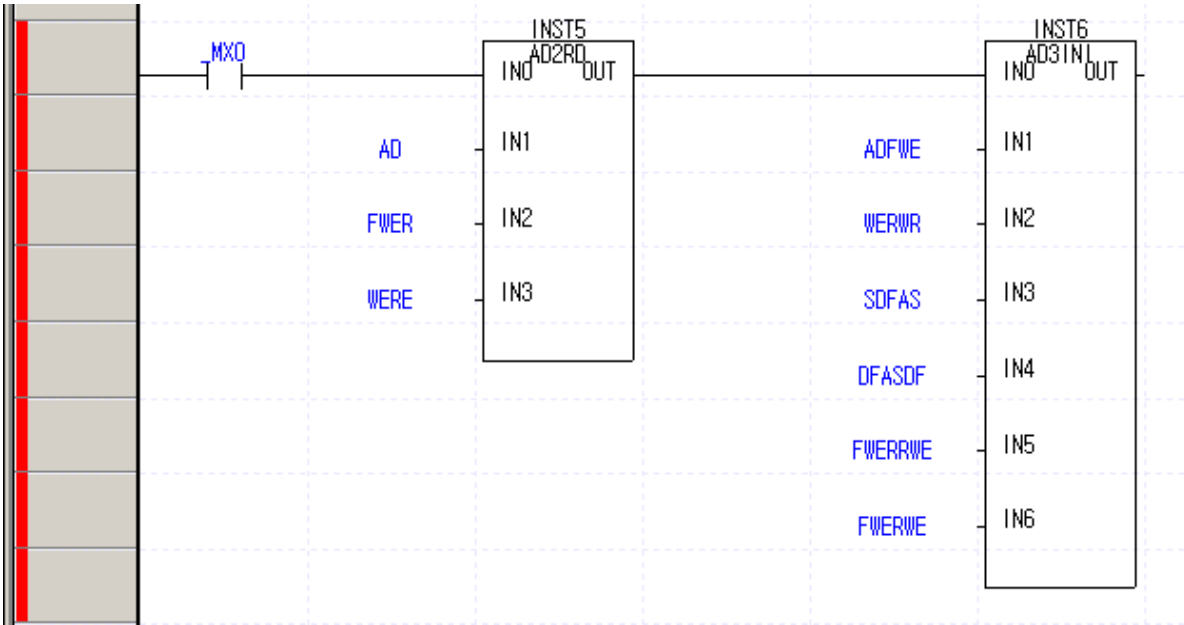 INST5 INST6
_MX0 AD2RD AD3INI
IN0 OUT IN0 OUT
AD IN1 ADFWE IN1
FWER IN2 WERWR IN2
WERE IN3 SDFAS IN3
DFASDF IN4
FWERRWE IN5
FWERWE IN6